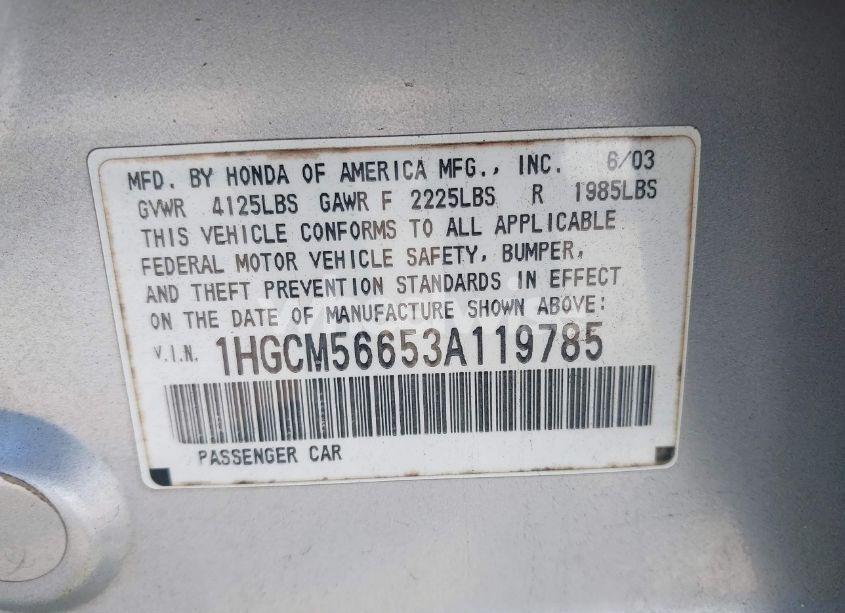 MFD. BY HONDA OF AMERICA MFG., INC. 6/03
GVWR 4125LBS GAWR F 2225LBS R 1985LBS
THIS VEHICLE CONFORMS TO ALL APPLICABLE
FEDERAL MOTOR VEHICLE SAFETY, BUMPER,
AND THEFT PREVENTION STANDARDS IN EFFECT
ON THE DATE OF MANUFACTURE SHOWN ABOVE:
V.I.N. 1HGCM56653A119785
PASSENGER CAR